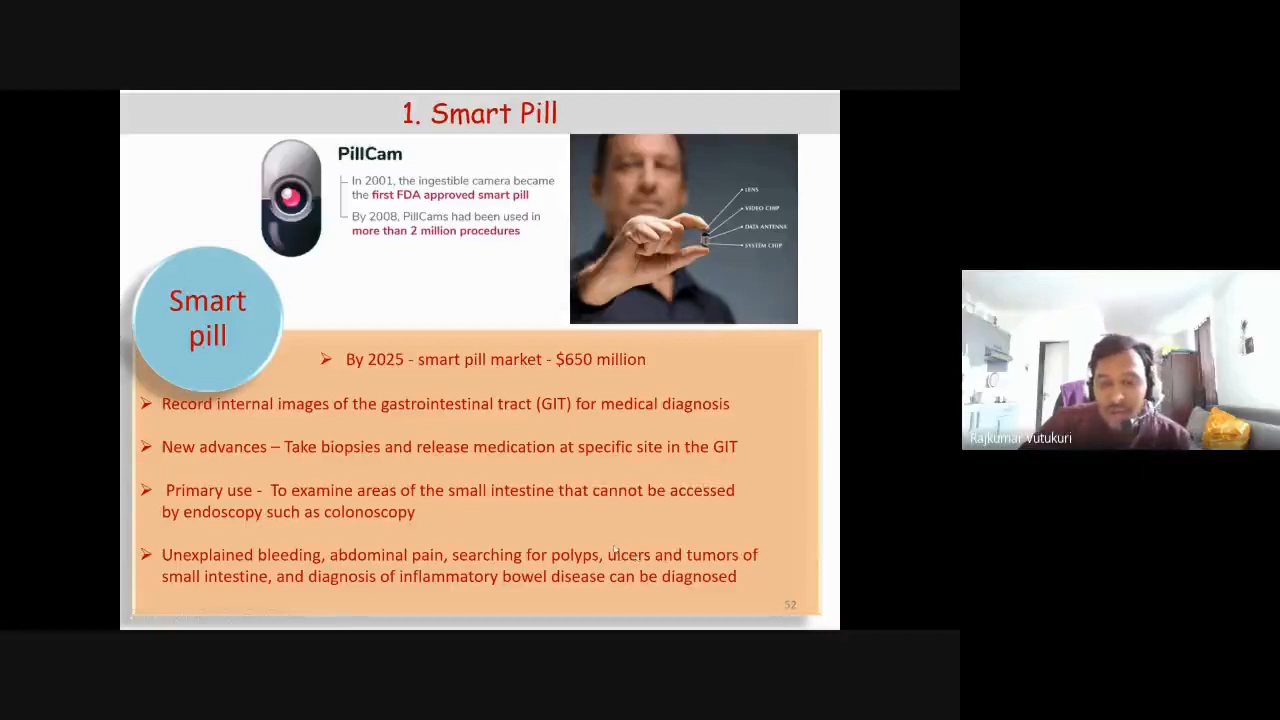 1. Smart Pill
PillCam
In 2001, the ingestible camera became
the first FDA approved smart pill
By 2008, PillCams had been used in
more than 2 million procedures
LENS
VIDEO CHIP
DATA ANTENNA
SYSTEM CHIP
Smart
pill
By 2025 - smart pill market - $650 million
Record internal images of the gastrointestinal tract (GIT) for medical diagnosis
New advances – Take biopsies and release medication at specific site in the GIT
Primary use - To examine areas of the small intestine that cannot be accessed
by endoscopy such as colonoscopy
Unexplained bleeding, abdominal pain, searching for polyps, ulcers and tumors of
small intestine, and diagnosis of inflammatory bowel disease can be diagnosed
52
Rajkumar Vutukuri